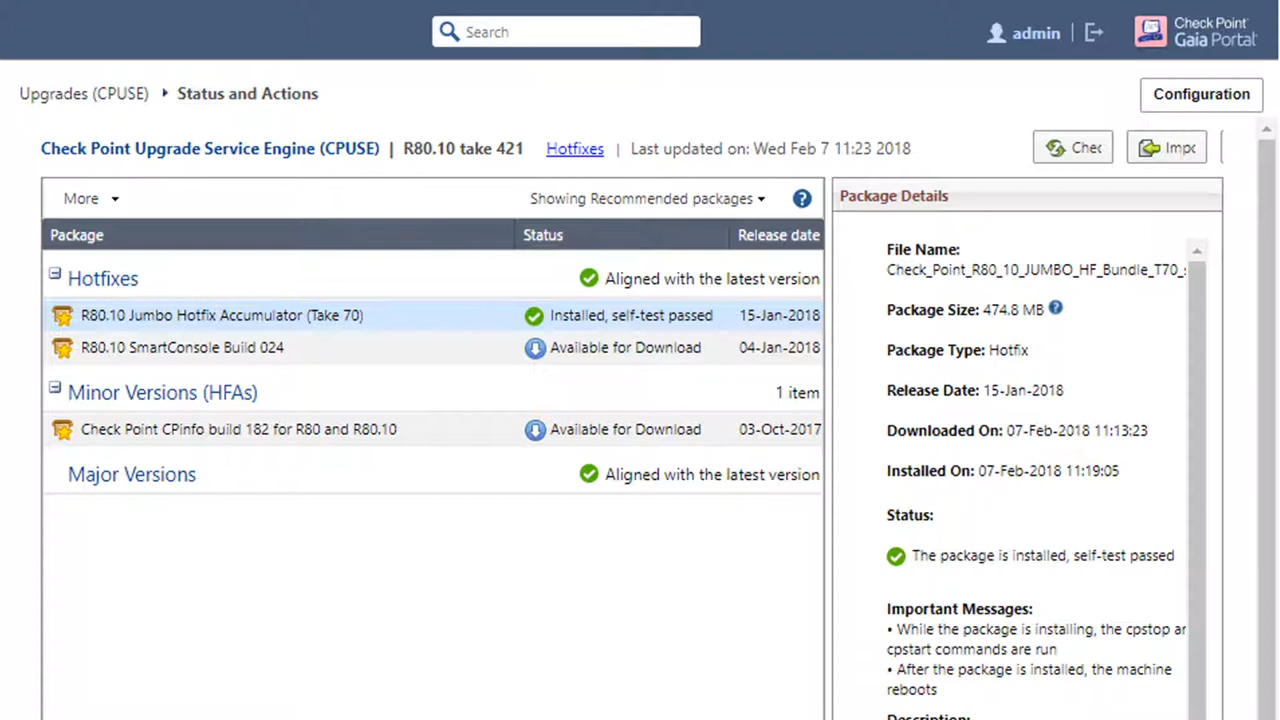 Search
admin
Check Point
Gaia Portal
Upgrades (CPUSE) Status and Actions
Configuration
Check Point Upgrade Service Engine (CPUSE) | R80.10 take 421 Hotfixes | Last updated on: Wed Feb 7 11:23 2018
Chec
Impo
More
Showing Recommended packages
Package Details
Package Status Release date
Hotfixes Aligned with the latest version
R80.10 Jumbo Hotfix Accumulator (Take 70) Installed, self-test passed 15-Jan-2018
R80.10 SmartConsole Build 024 Available for Download 04-Jan-2018
Minor Versions (HFAs) 1 item
Check Point CPinfo build 182 for R80 and R80.10 Available for Download 03-Oct-2017
Major Versions Aligned with the latest version
File Name:
Check_Point_R80_10_JUMBO_HF_Bundle_T70_s
Package Size: 474.8 MB
Package Type: Hotfix
Release Date: 15-Jan-2018
Downloaded On: 07-Feb-2018 11:13:23
Installed On: 07-Feb-2018 11:19:05
Status:
The package is installed, self-test passed
Important Messages:
• While the package is installing, the cpstop an
cpstart commands are run
• After the package is installed, the machine
reboots
Description: